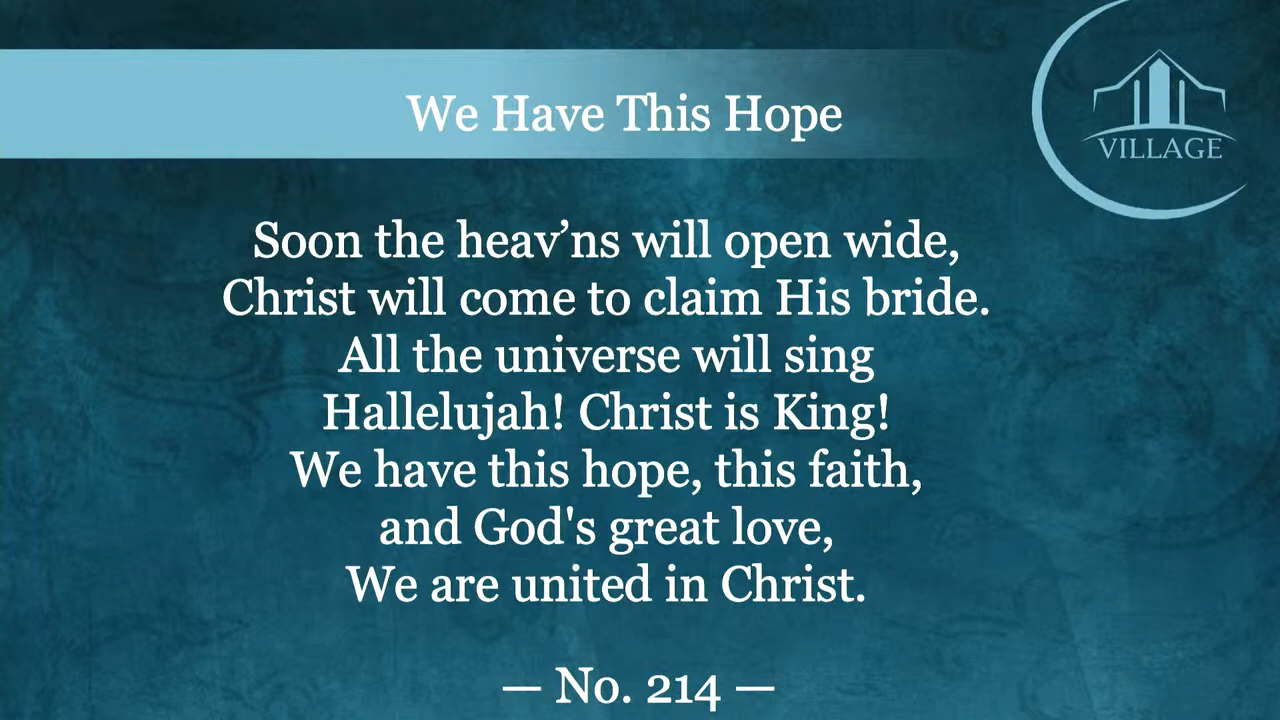 We Have This Hope
VILLAGE
Soon the heav’ns will open wide,
Christ will come to claim His bride.
All the universe will sing
Hallelujah! Christ is King!
We have this hope, this faith,
and God's great love,
We are united in Christ.
— No. 214 —